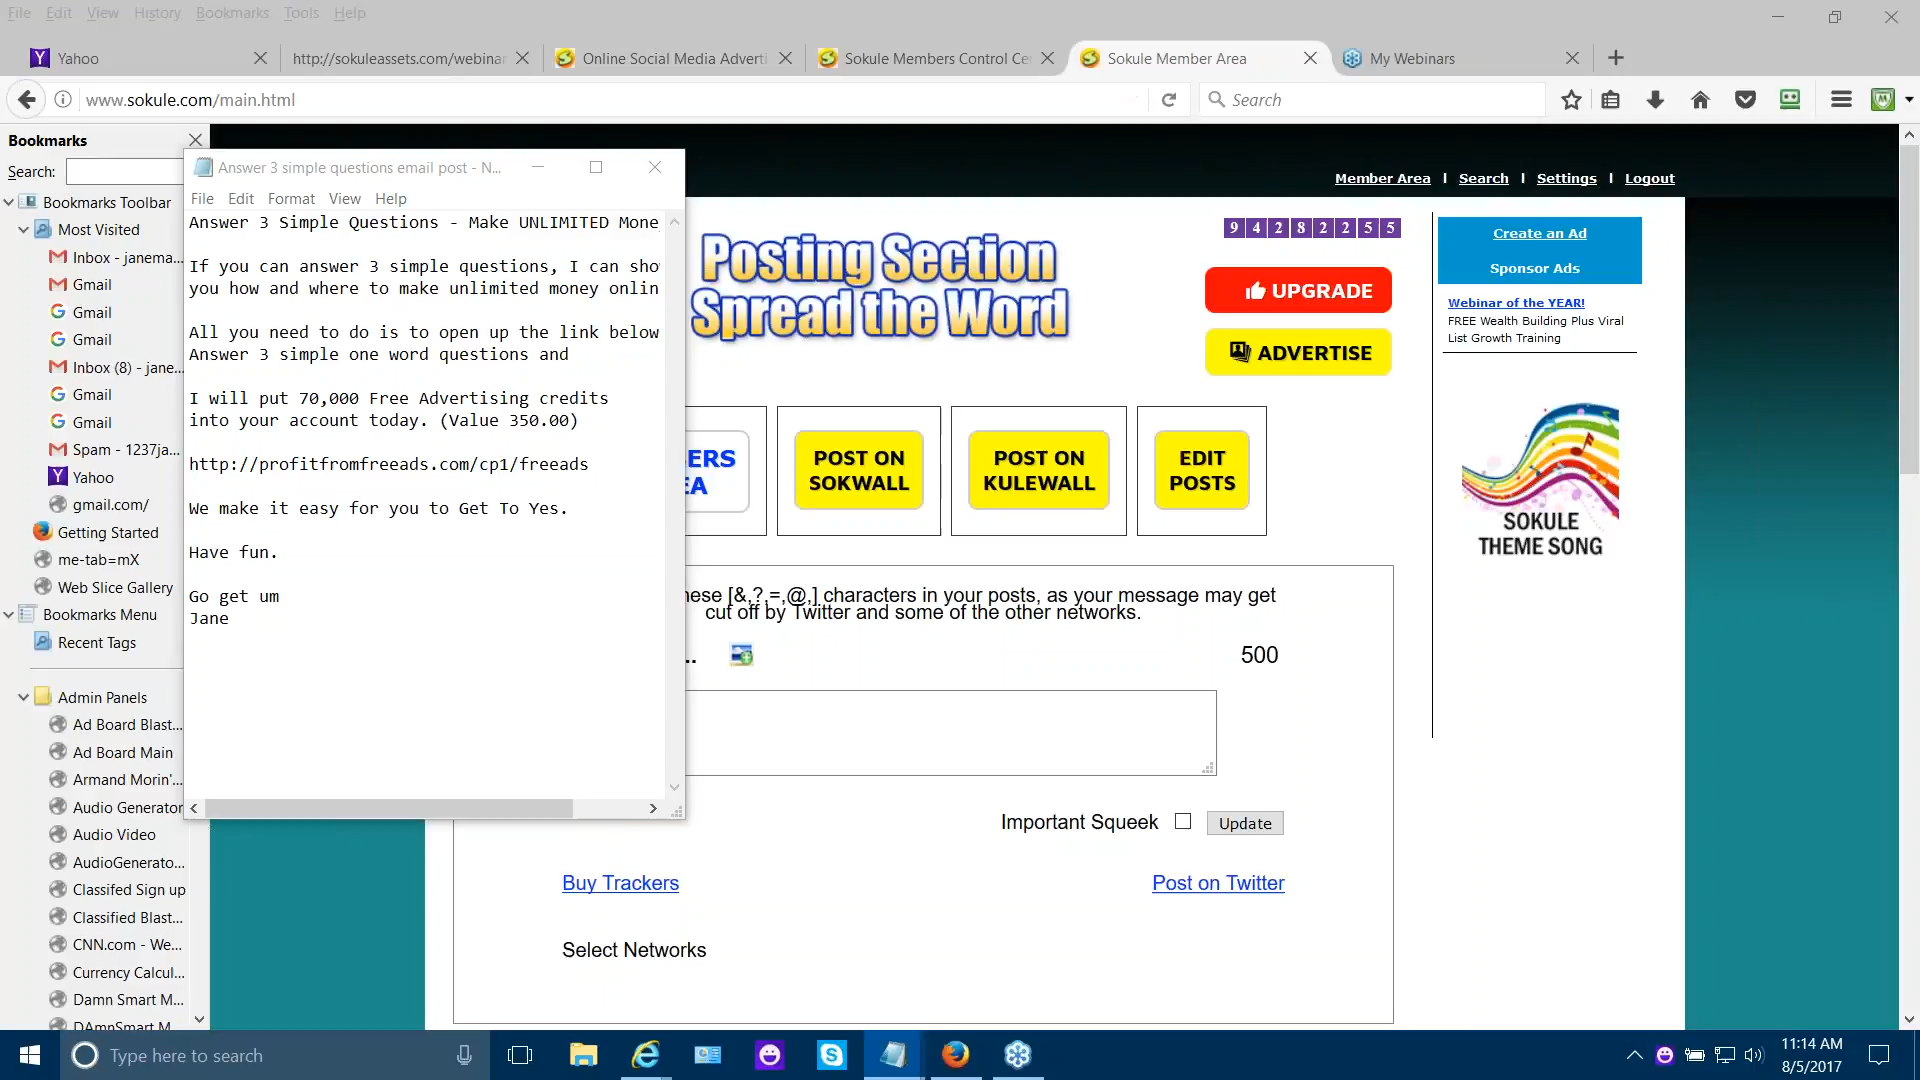 File Edit View History Bookmarks Tools Help
Yahoo
http://sokuleassets.com/webinar
Online Social Media Adverti
Sokule Members Control Ce
Sokule Member Area
My Webinars
www.sokule.com/main.html
Search
Bookmarks
Search:
Bookmarks Toolbar
Most Visited
Inbox - janema...
Gmail
Gmail
Gmail
Inbox (8) - jane...
Gmail
Gmail
Spam - 1237ja...
Yahoo
gmail.com/
Getting Started
me-tab=mX
Web Slice Gallery
Bookmarks Menu
Recent Tags
Admin Panels
Ad Board Blast...
Ad Board Main
Armand Morin'...
Audio Generator
Audio Video
AudioGenerato...
Classifed Sign up
Classified Blast...
CNN.com - We...
Currency Calcul...
Damn Smart M...
DAmnSmart M
Answer 3 simple questions email post - N...
File Edit Format View Help
Answer 3 Simple Questions - Make UNLIMITED Mone
If you can answer 3 simple questions, I can sho
you how and where to make unlimited money onlin
All you need to do is to open up the link below
Answer 3 simple one word questions and
I will put 70,000 Free Advertising credits
into your account today. (Value 350.00)
http://profitfromfreeads.com/cp1/freeads
We make it easy for you to Get To Yes.
Have fun.
Go get um
Jane
Member Area I Search I Settings I Logout
Posting Section
Spread the Word
94282255
UPGRADE
ADVERTISE
Create an Ad
Sponsor Ads
Webinar of the YEAR!
FREE Wealth Building Plus Viral
List Growth Training
SOKULE
THEME SONG
ERS
EA
POST ON
SOKWALL
POST ON
KULEWALL
EDIT
POSTS
hese [&,?,=,@,] characters in your posts, as your message may get
cut off by Twitter and some of the other networks.
..
500
Important Squeek
Update
Buy Trackers
Post on Twitter
Select Networks
Type here to search
11:14 AM
8/5/2017